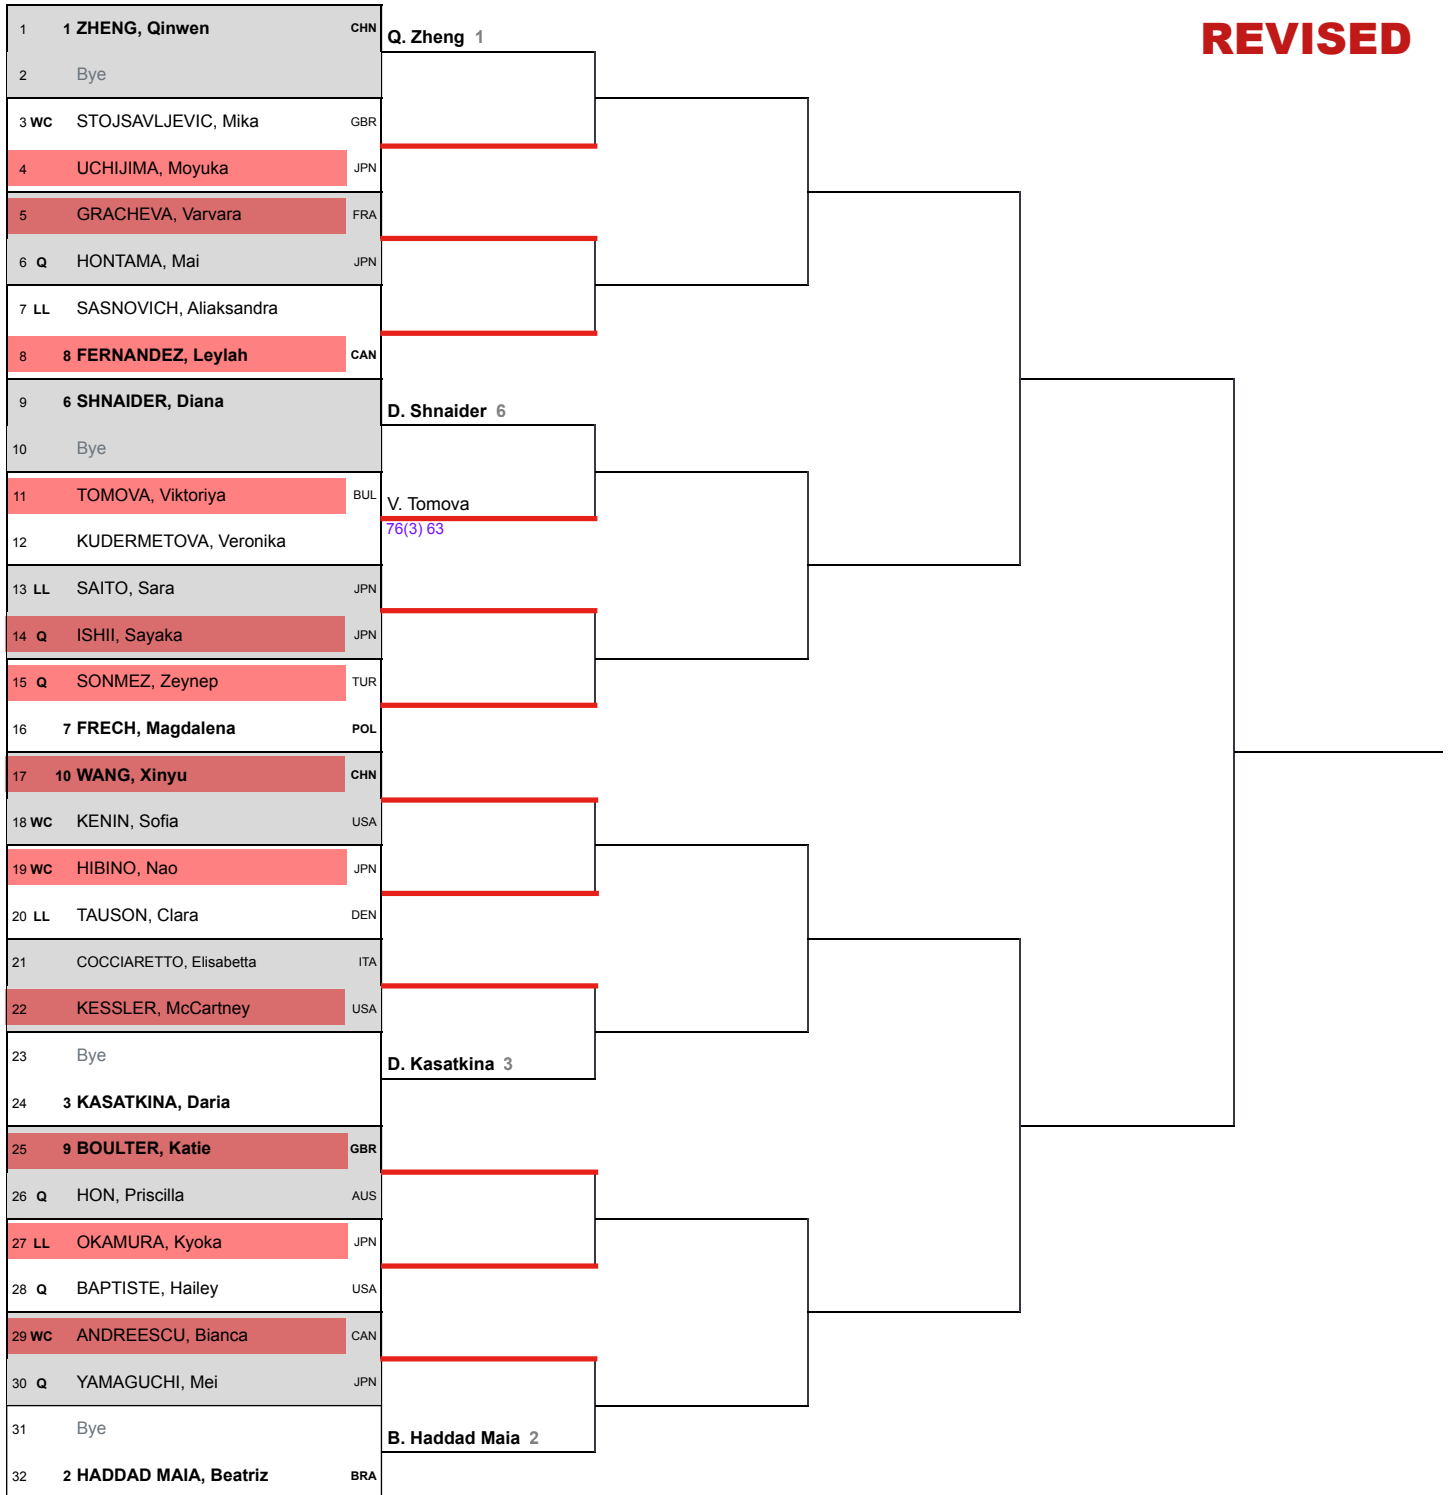 REVISED
1 1 ZHENG, Qinwen CHN
Q. Zheng 1
2 Bye
3 WC STOJSAVLJEVIC, Mika GBR
4 UCHIJIMA, Moyuka JPN
5 GRACHEVA, Varvara FRA
6 Q HONTAMA, Mai JPN
7 LL SASNOVICH, Aliaksandra
8 8 FERNANDEZ, Leylah CAN
9 6 SHNAIDER, Diana
D. Shnaider 6
10 Bye
11 TOMOVA, Viktoriya BUL
V. Tomova
76(3) 63
12 KUDERMETOVA, Veronika
13 LL SAITO, Sara JPN
14 Q ISHII, Sayaka JPN
15 Q SONMEZ, Zeynep TUR
16 7 FRECH, Magdalena POL
17 10 WANG, Xinyu CHN
18 WC KENIN, Sofia USA
19 WC HIBINO, Nao JPN
20 LL TAUSON, Clara DEN
21 COCCIARETTO, Elisabetta ITA
22 KESSLER, McCartney USA
23 Bye
D. Kasatkina 3
24 3 KASATKINA, Daria
25 9 BOULTER, Katie GBR
26 Q HON, Priscilla AUS
27 LL OKAMURA, Kyoka JPN
28 Q BAPTISTE, Hailey USA
29 WC ANDREESCU, Bianca CAN
30 Q YAMAGUCHI, Mei JPN
31 Bye
B. Haddad Maia 2
32 2 HADDAD MAIA, Beatriz BRA